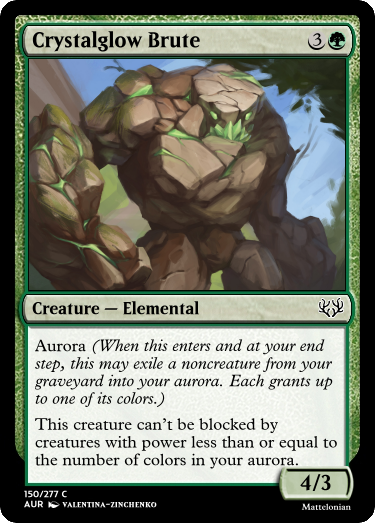 Crystalglow Brute 3
Creature — Elemental
Aurora (When this enters and at your end
step, this may exile a noncreature from your
graveyard into your aurora. Each grants up
to one of its colors.)
This creature can't be blocked by
creatures with power less than or equal to
the number of colors in your aurora.
4/3
150/277 C
AUR VALENTINA-ZINCHENKO
Mattelonian